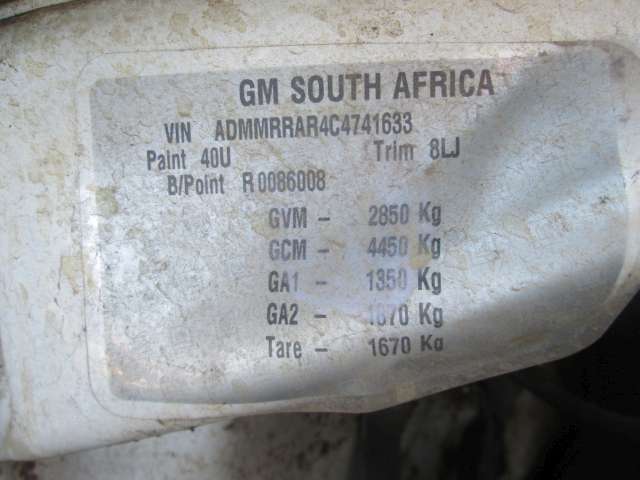 GM SOUTH AFRICA
VIN ADMMRRAR4C4741633
Paint 40U Trim 8LJ
B/Point R0086008
GVM - 2850 Kg
GCM - 4450 Kg
GA1 - 1350 Kg
GA2 - 1870 Kg
Tare - 1670 Kg